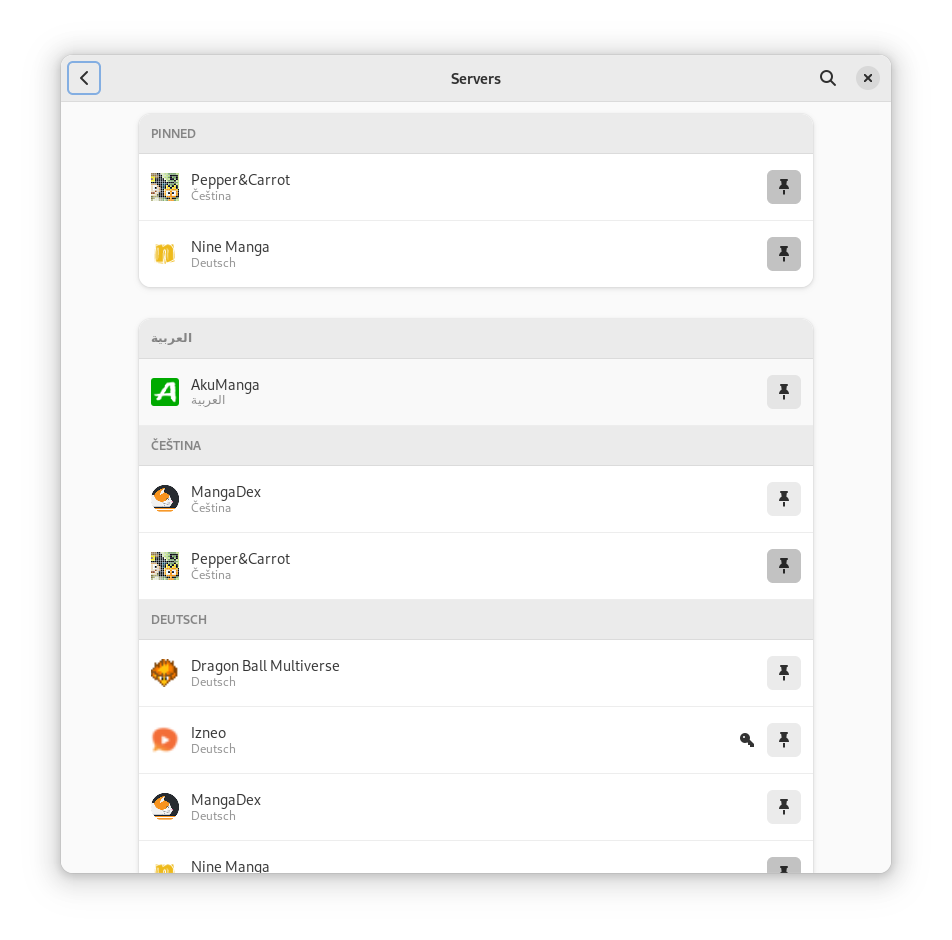 Servers
PINNED
Pepper&Carrot
Čeština
Nine Manga
Deutsch
العربية
AkuManga
العربية
ČEŠTINA
MangaDex
Čeština
Pepper&Carrot
Čeština
DEUTSCH
Dragon Ball Multiverse
Deutsch
Izneo
Deutsch
MangaDex
Deutsch
Nine Manga